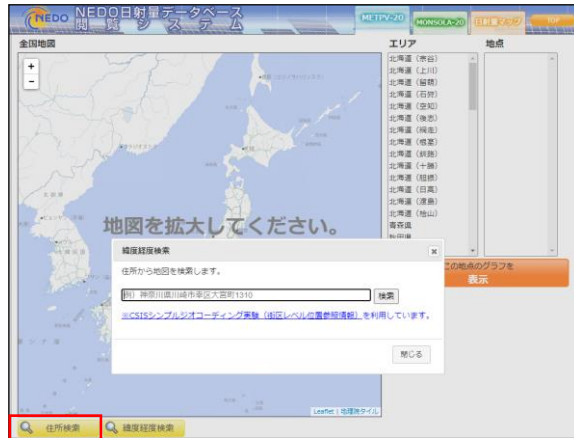 NEDO
NEDO日射量データベース
閲覧システム
METPV-20
MONSOLA-20
日射量マップ
TOP
全国地図
エリア
地点
+
-
北海道（宗谷）
北海道（上川）
北海道（留萌）
北海道（石狩）
北海道（空知）
北海道（後志）
北海道（網走）
北海道（根室）
北海道（釧路）
北海道（十勝）
北海道（胆振）
北海道（日高）
北海道（渡島）
北海道（檜山）
青森県
秋田県
地図を拡大してください。
この地点のグラフを
表示
緯度経度検索
×
住所から地図を検索します。
例）神奈川県川崎市幸区大宮町1310
検索
※CSISシンプルジオコーディング実験（街区レベル位置参照情報）を利用しています。
閉じる
Leaflet | 地理院タイル
住所検索
緯度経度検索